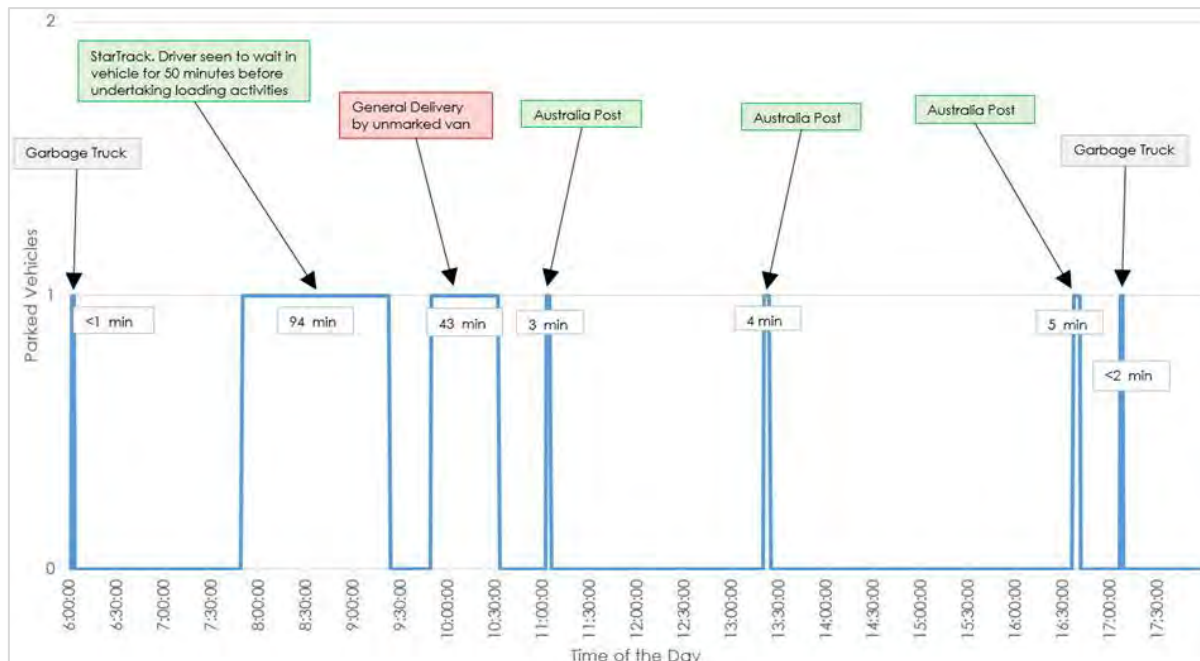 2
StarTrack. Driver seen to wait in
vehicle for 50 minutes before
undertaking loading activities
General Delivery
by unmarked van
Australia Post
Australia Post
Australia Post
Garbage Truck
Garbage Truck
Parked Vehicles
1
<1 min
94 min
43 min
3 min
4 min
5 min
<2 min
0
6:00:00
6:30:00
7:00:00
7:30:00
8:00:00
8:30:00
9:00:00
9:30:00
10:00:00
10:30:00
11:00:00
11:30:00
12:00:00
12:30:00
13:00:00
13:30:00
14:00:00
14:30:00
15:00:00
15:30:00
16:00:00
16:30:00
17:00:00
17:30:00
Time of the Day